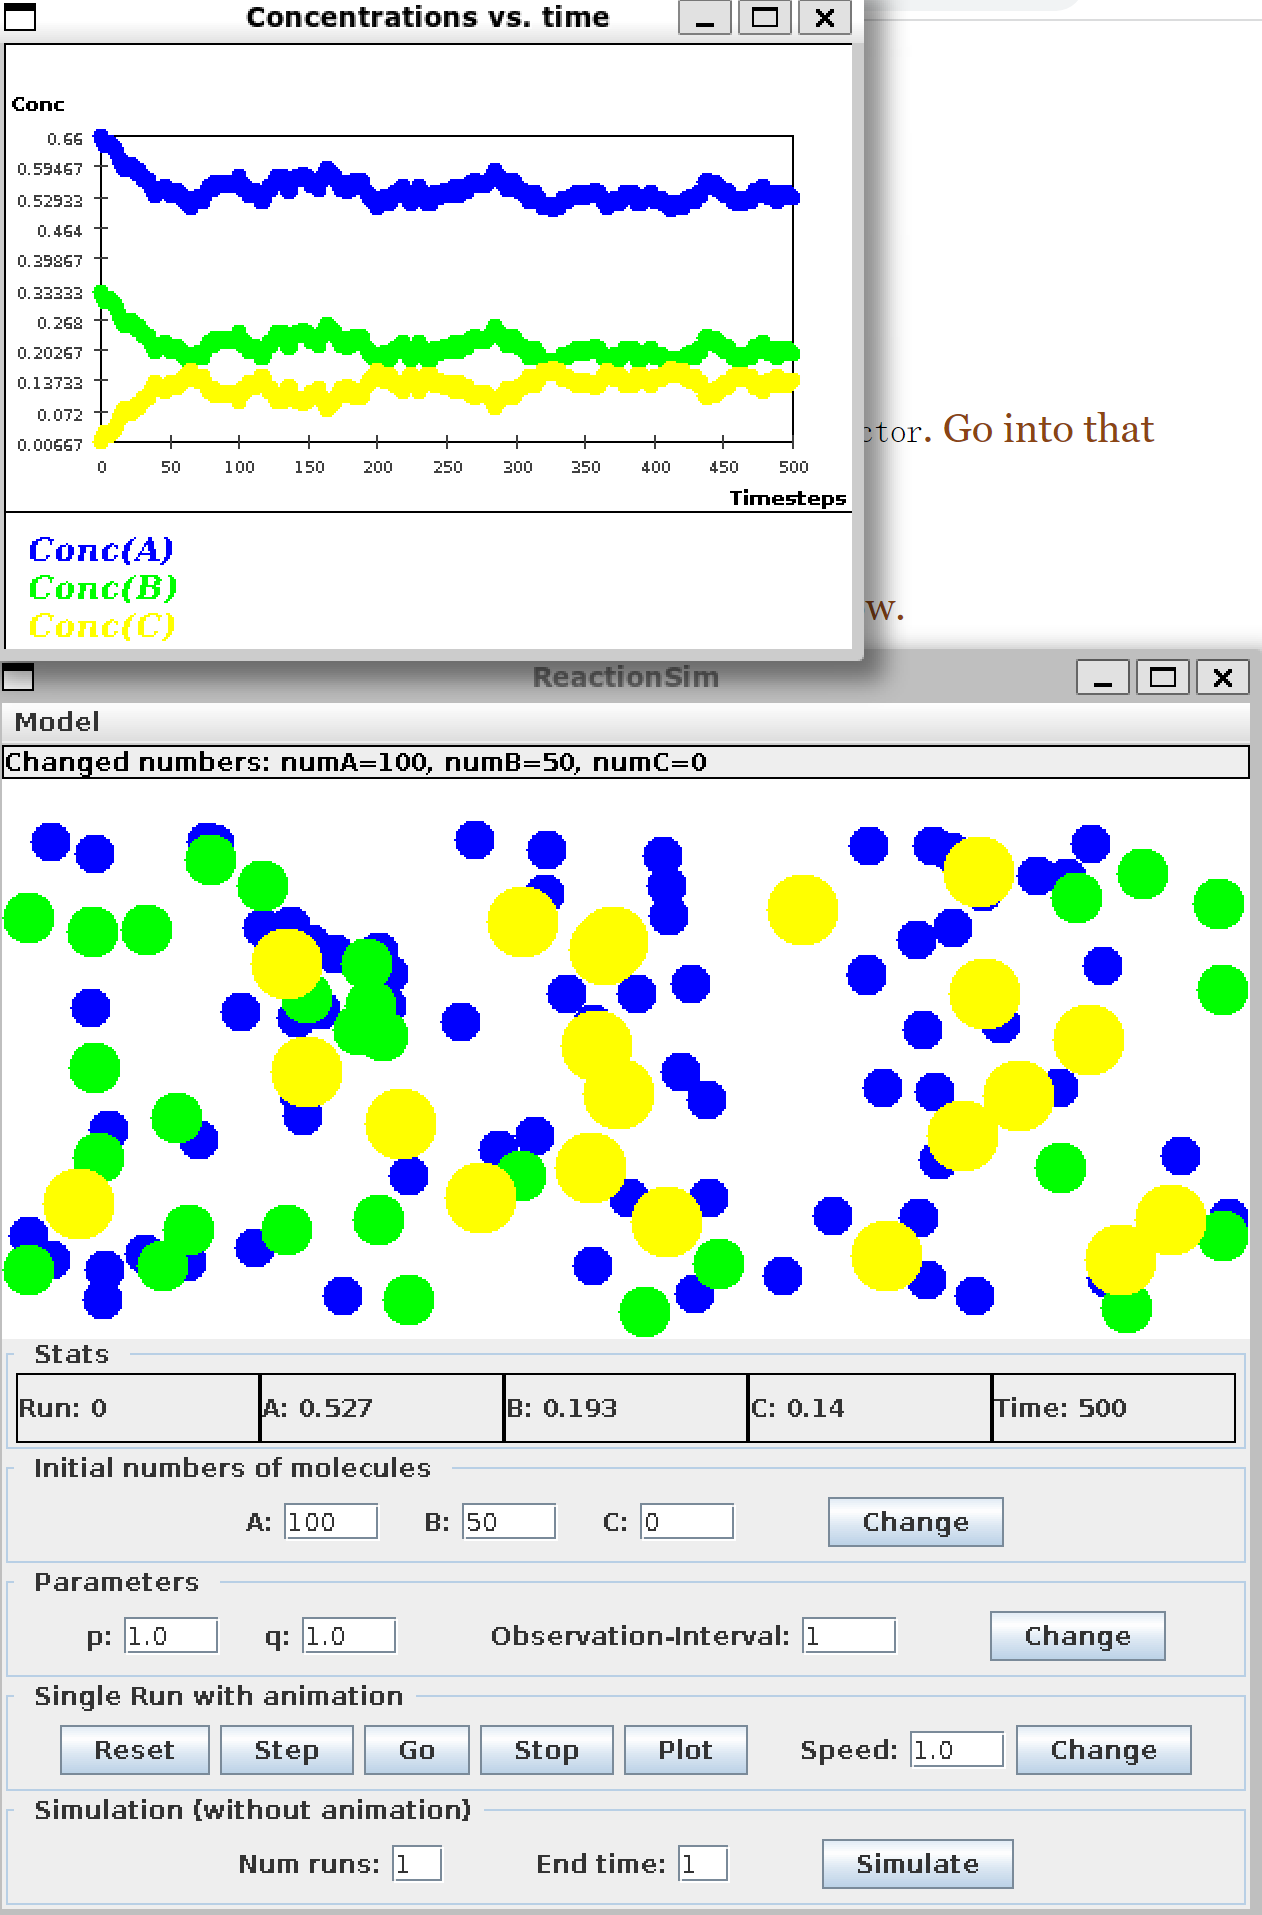 Concentrations vs. time
Conc
0.66
0.59467
0.52933
0.464
0.39867
0.33333
0.268
0.20267
0.13733
0.072
0.00667
0 50 100 150 200 250 300 350 400 450 500
Timesteps
Conc(A)
Conc(B)
Conc(C)
ctor. Go into that
w.
ReactionSim
Model
Changed numbers: numA=100, numB=50, numC=0
Stats
Run: 0 A: 0.527 B: 0.193 C: 0.14 Time: 500
Initial numbers of molecules
A: 100 B: 50 C: 0 Change
Parameters
p: 1.0 q: 1.0 Observation-Interval: 1 Change
Single Run with animation
Reset Step Go Stop Plot Speed: 1.0 Change
Simulation (without animation)
Num runs: 1 End time: 1 Simulate